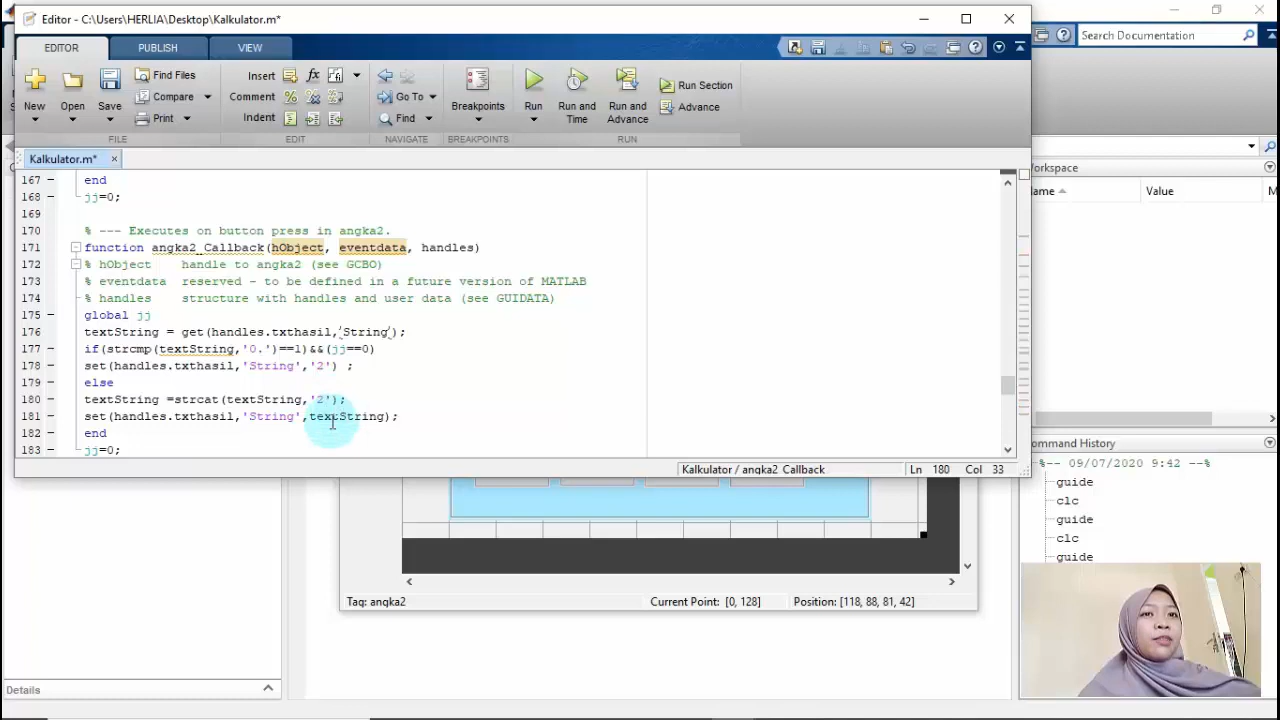 Editor - C:\Users\HERLIA\Desktop\Kalkulator.m*
EDITOR PUBLISH VIEW
Search Documentation
New Open Save Find Files Compare Print
FILE
Insert Comment Indent
EDIT
Go To Find
NAVIGATE
Breakpoints
BREAKPOINTS
Run Run and Time Run and Advance Run Section Advance
RUN
Kalkulator.m* ×
167 – end
168 – jj=0;
169
170 % --- Executes on button press in angka2.
171 function angka2_Callback(hObject, eventdata, handles)
172 % hObject    handle to angka2 (see GCBO)
173 % eventdata  reserved - to be defined in a future version of MATLAB
174 % handles    structure with handles and user data (see GUIDATA)
175 – global jj
176 – textString = get(handles.txthasil,'String');
177 – if(strcmp(textString,'0.')==1)&&(jj==0)
178 – set(handles.txthasil,'String','2') ;
179 – else
180 – textString =strcat(textString,'2');
181 – set(handles.txthasil,'String',textString);
182 – end
183 – jj=0;
Kalkulator / angka2 Callback Ln 180 Col 33
orkspace
ame Value M
ommand History
%-- 09/07/2020 9:42 --%
guide
clc
guide
clc
guide
Tag: angka2 Current Point: [0, 128] Position: [118, 88, 81, 42]
Details